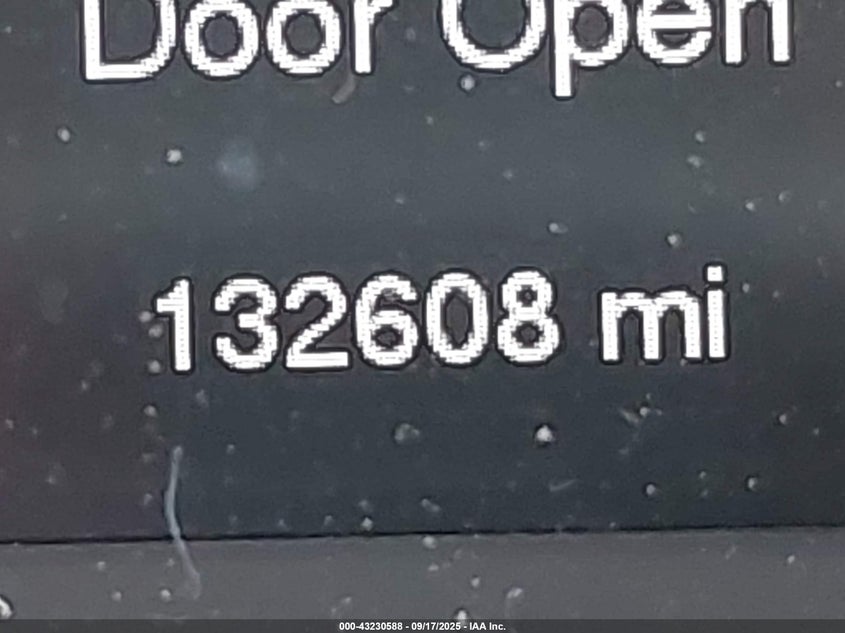 Door Open
132608 mi
000-43230588 - 09/17/2025 - IAA Inc.